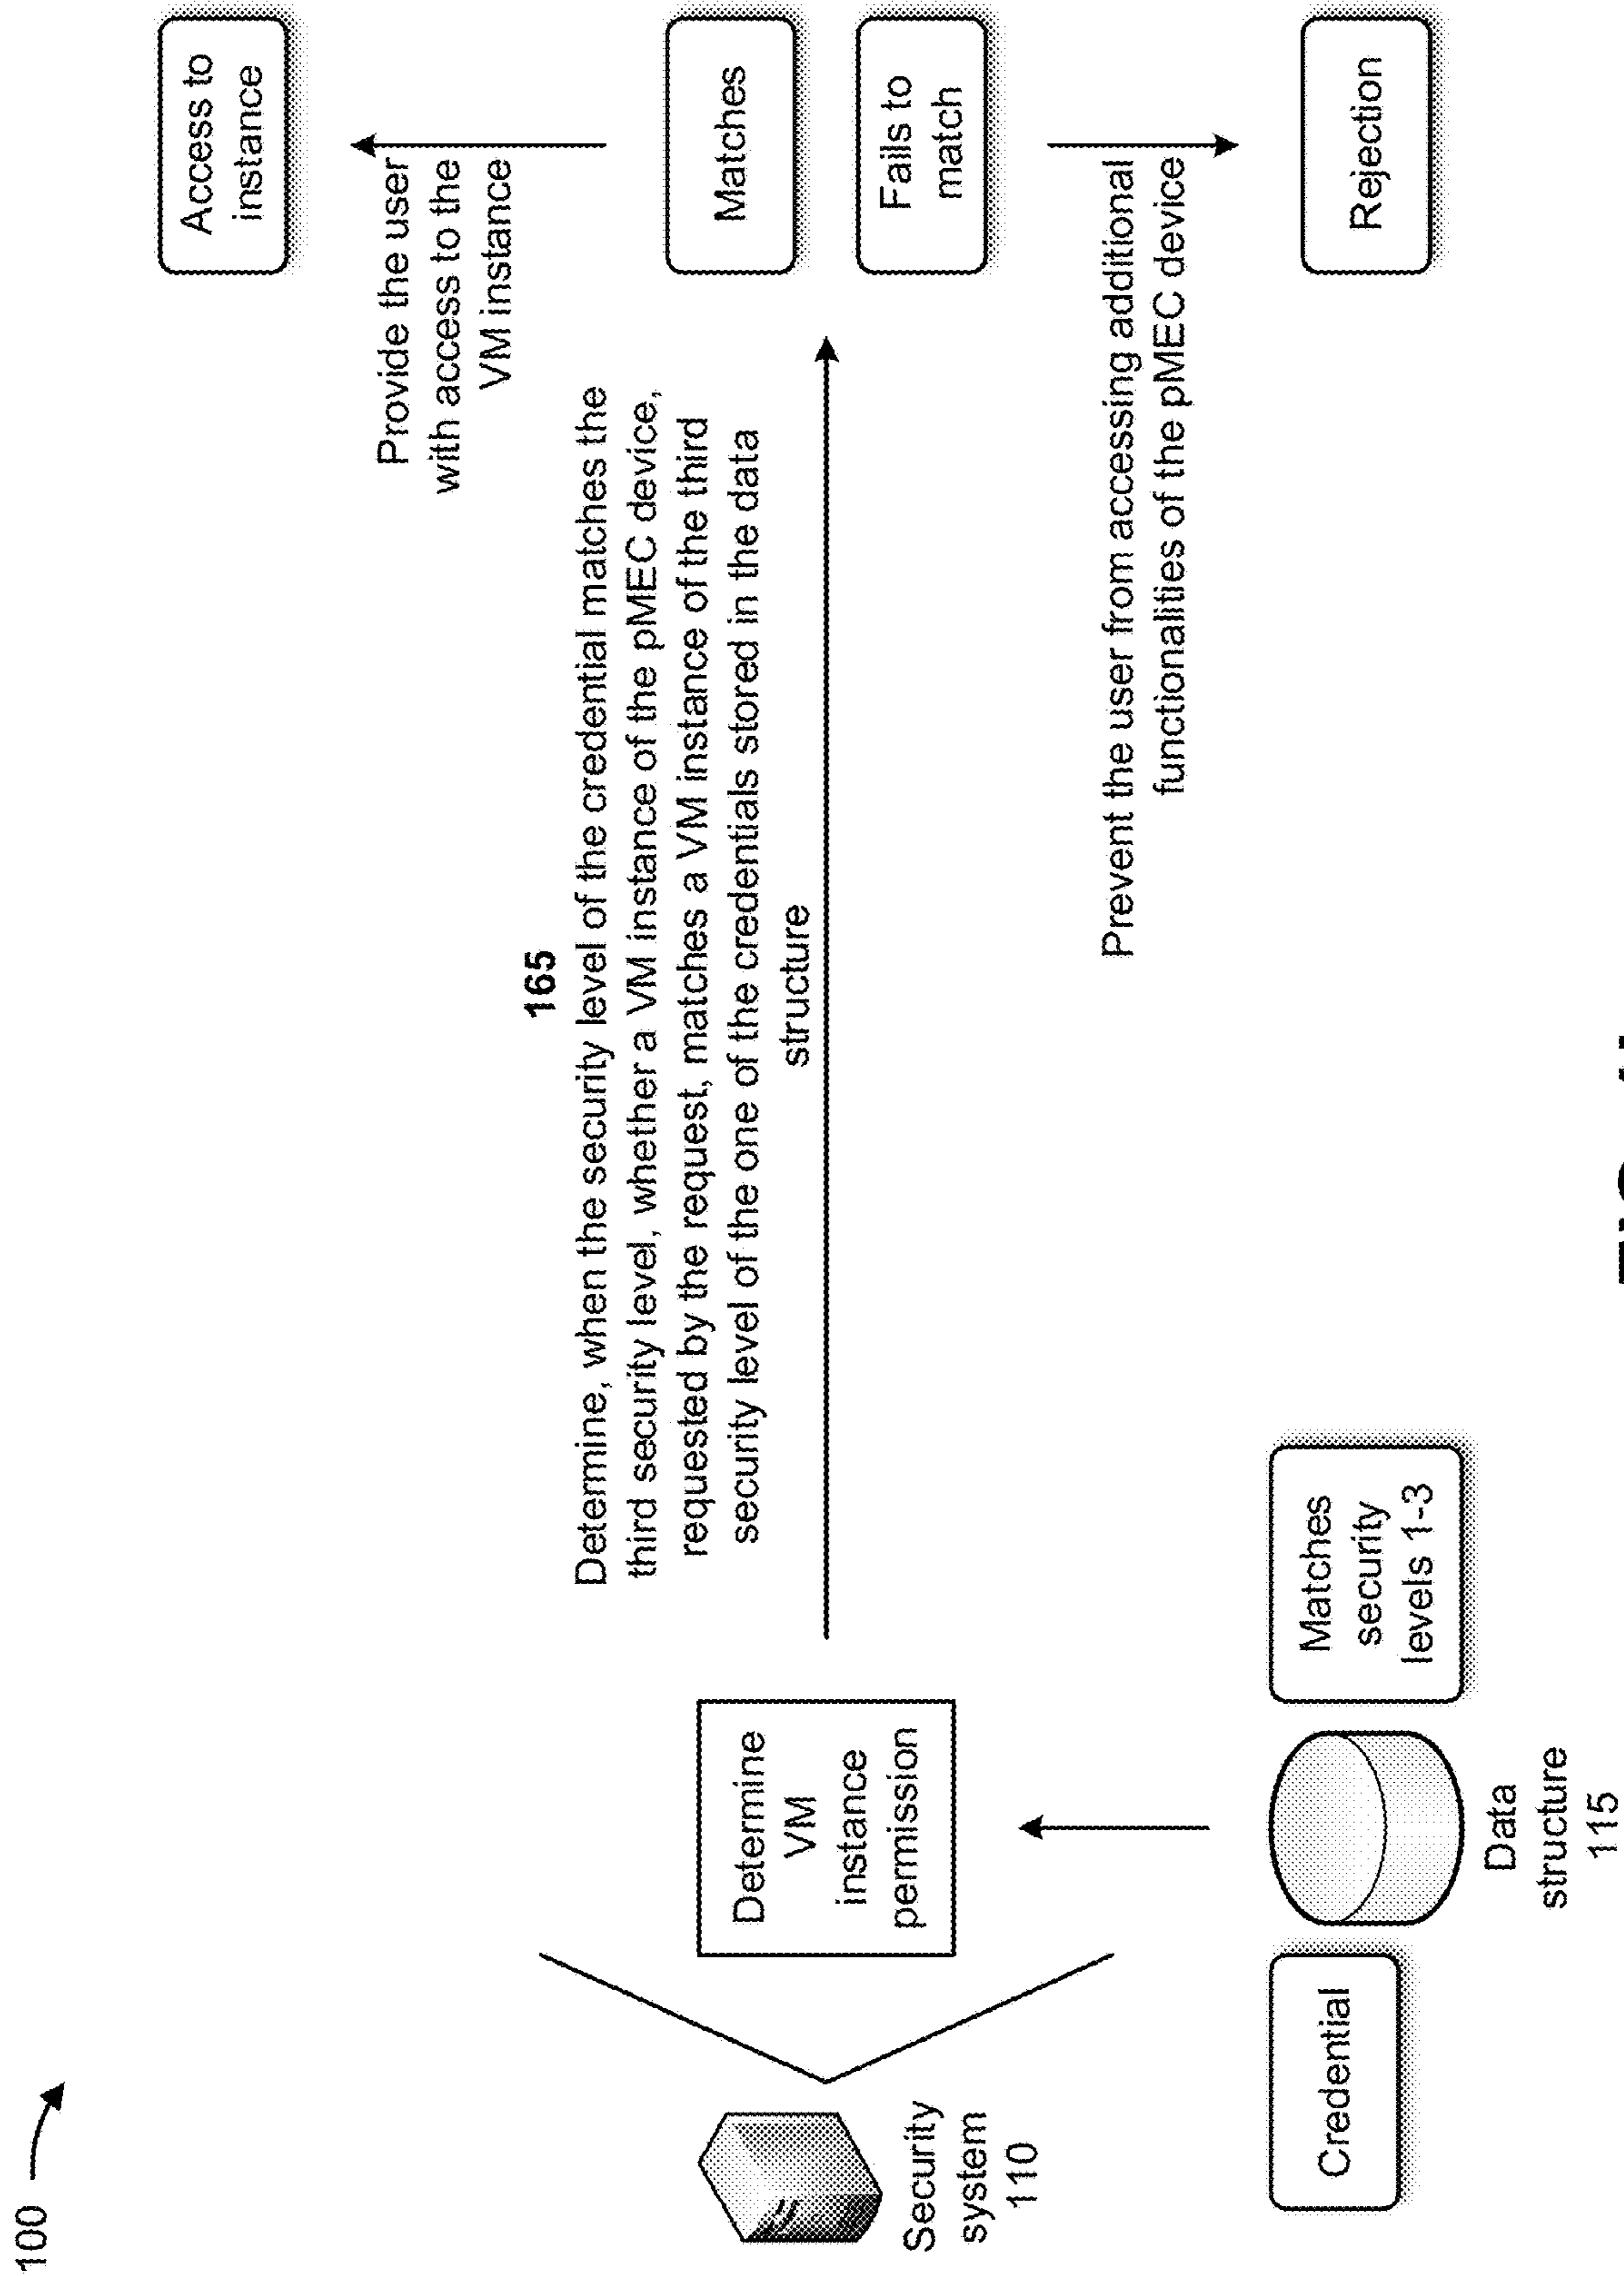 100
Security
system
110
Determine
VM
instance
permission
Credential
Data
structure
115
Matches
security
levels 1-3
165
Determine, when the security level of the credential matches the
third security level, whether a VM instance of the pMEC device,
requested by the request, matches a VM instance of the third
security level of the one of the credentials stored in the data
structure
Access to
instance
Provide the user
with access to the
VM instance
Matches
Fails to
match
Prevent the user from accessing additional
functionalities of the pMEC device
Rejection